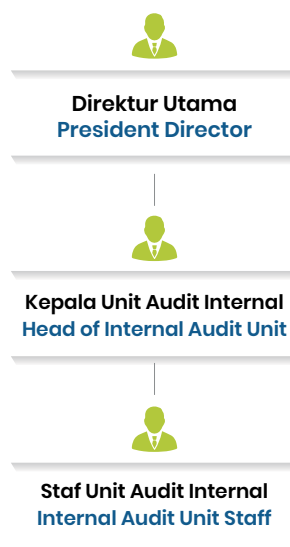 Direktur Utama
President Director
Kepala Unit Audit Internal
Head of Internal Audit Unit
Staf Unit Audit Internal
Internal Audit Unit Staff